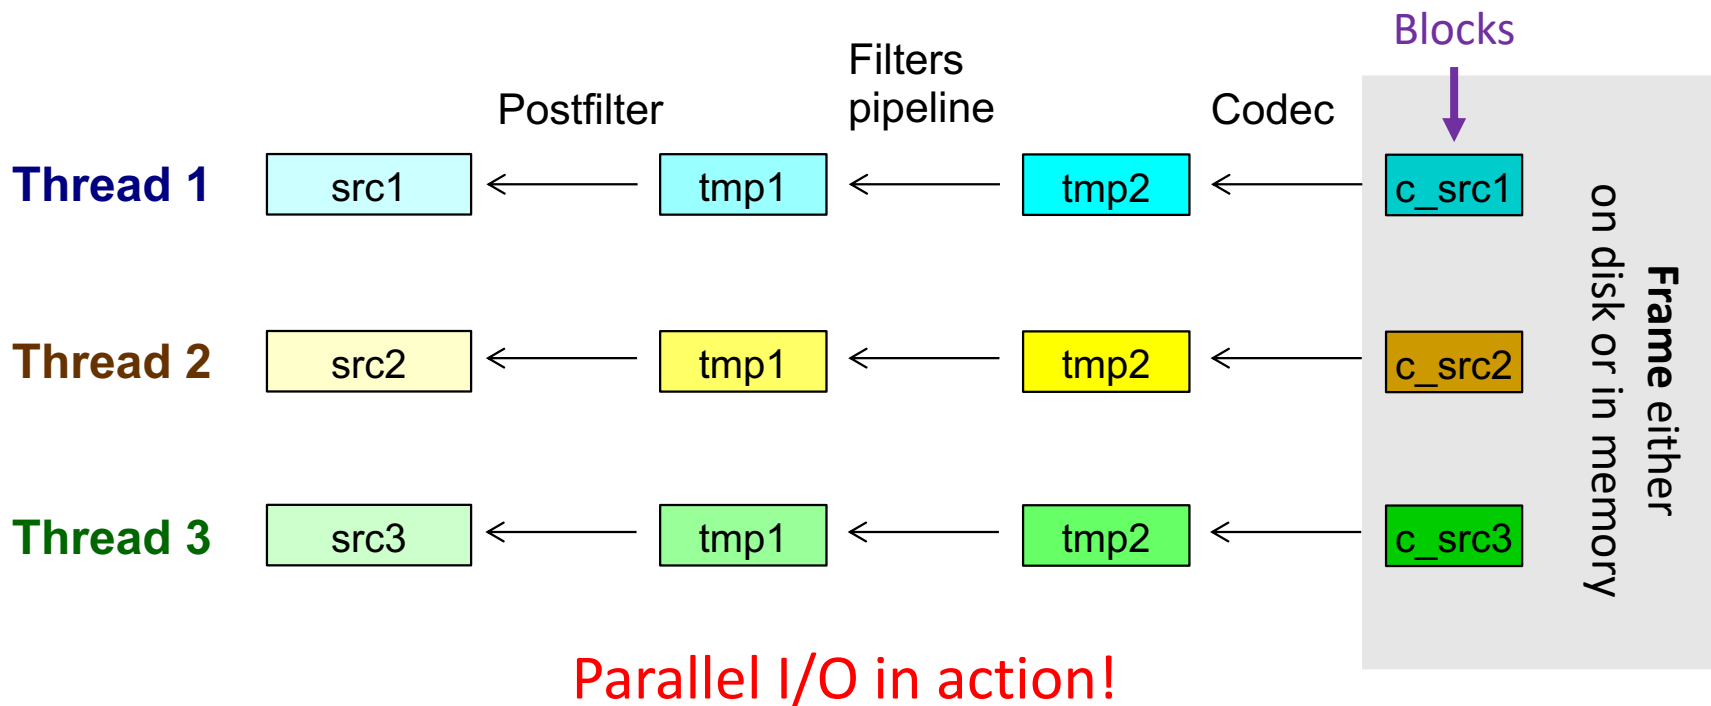 Blocks
Filters
pipeline
Postfilter
Codec
Thread 1
src1
tmp1
tmp2
c_src1
Thread 2
src2
tmp1
tmp2
c_src2
Thread 3
src3
tmp1
tmp2
c_src3
Frame either
on disk or in memory
Parallel I/O in action!